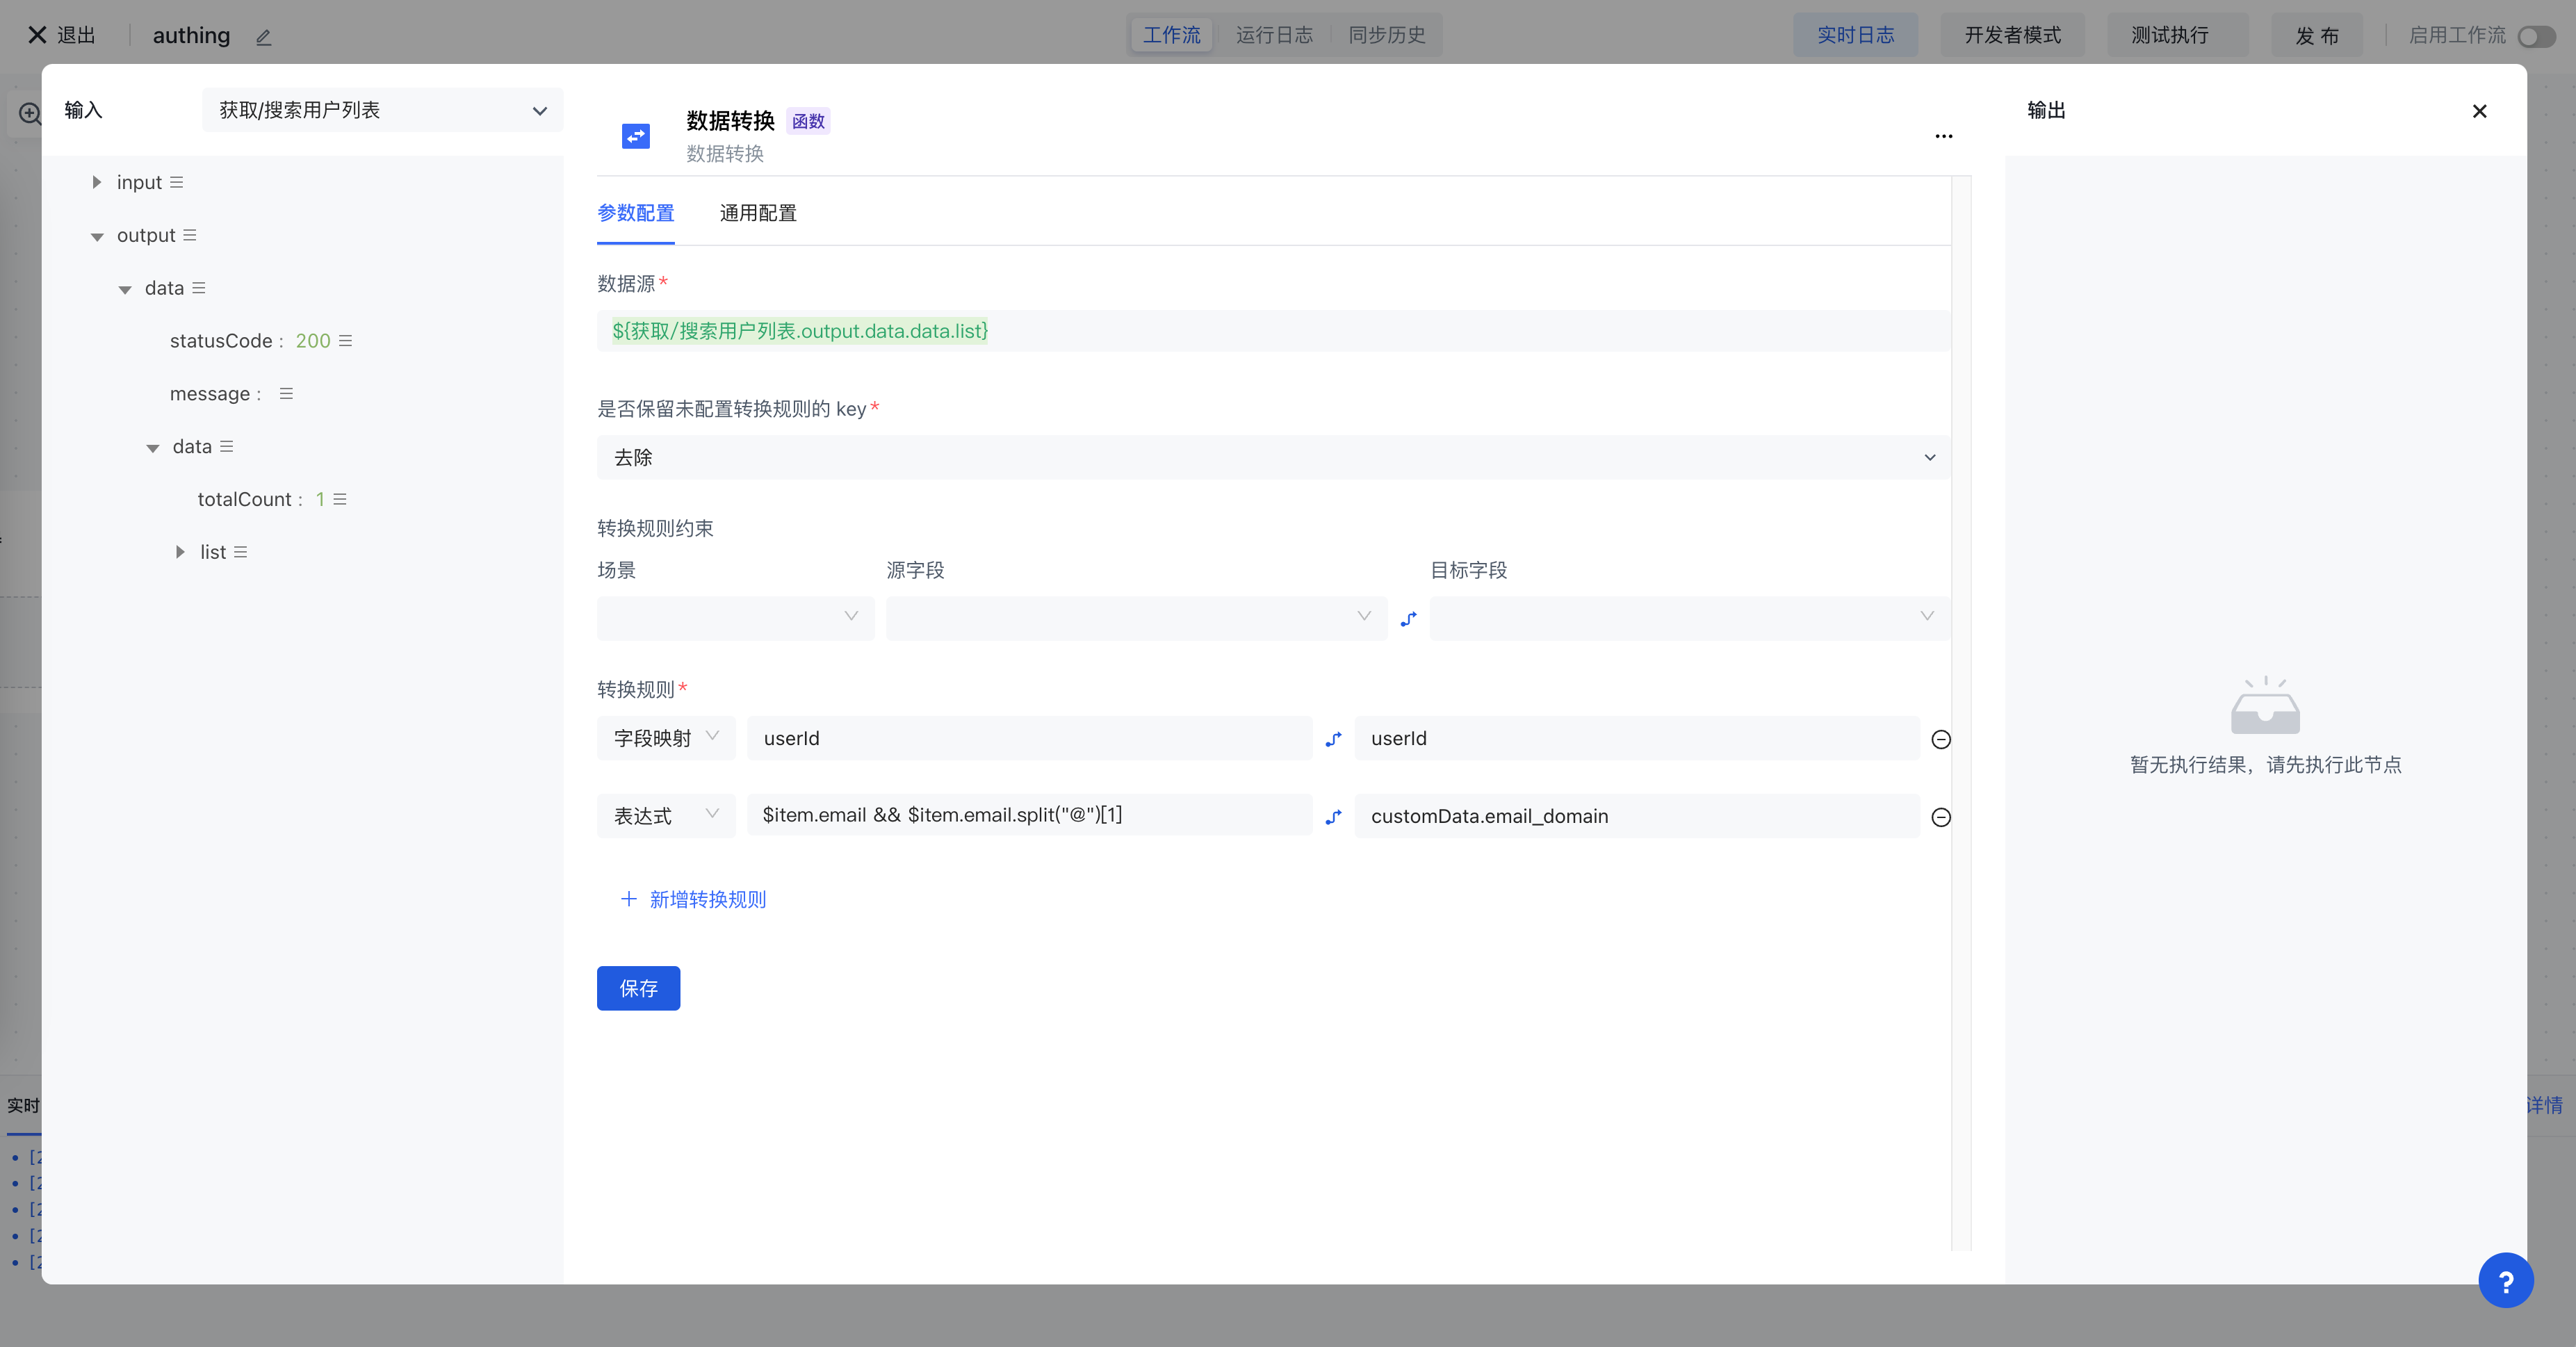 退出
authing
工作流
运行日志
同步历史
实时日志
开发者模式
测试执行
发 布
启用工作流
输入
获取/搜索用户列表
input
output
data
statusCode : 200
message :
data
totalCount : 1
list
数据转换 函数
数据转换
参数配置
通用配置
数据源*
${获取/搜索用户列表.output.data.data.list}
是否保留未配置转换规则的 key*
去除
转换规则约束
场景
源字段
目标字段
转换规则*
字段映射
userId
userId
表达式
$item.email && $item.email.split("@")[1]
customData.email_domain
新增转换规则
保存
输出
暂无执行结果，请先执行此节点
实时
详情
[2
[2
[2
[2
[2
?